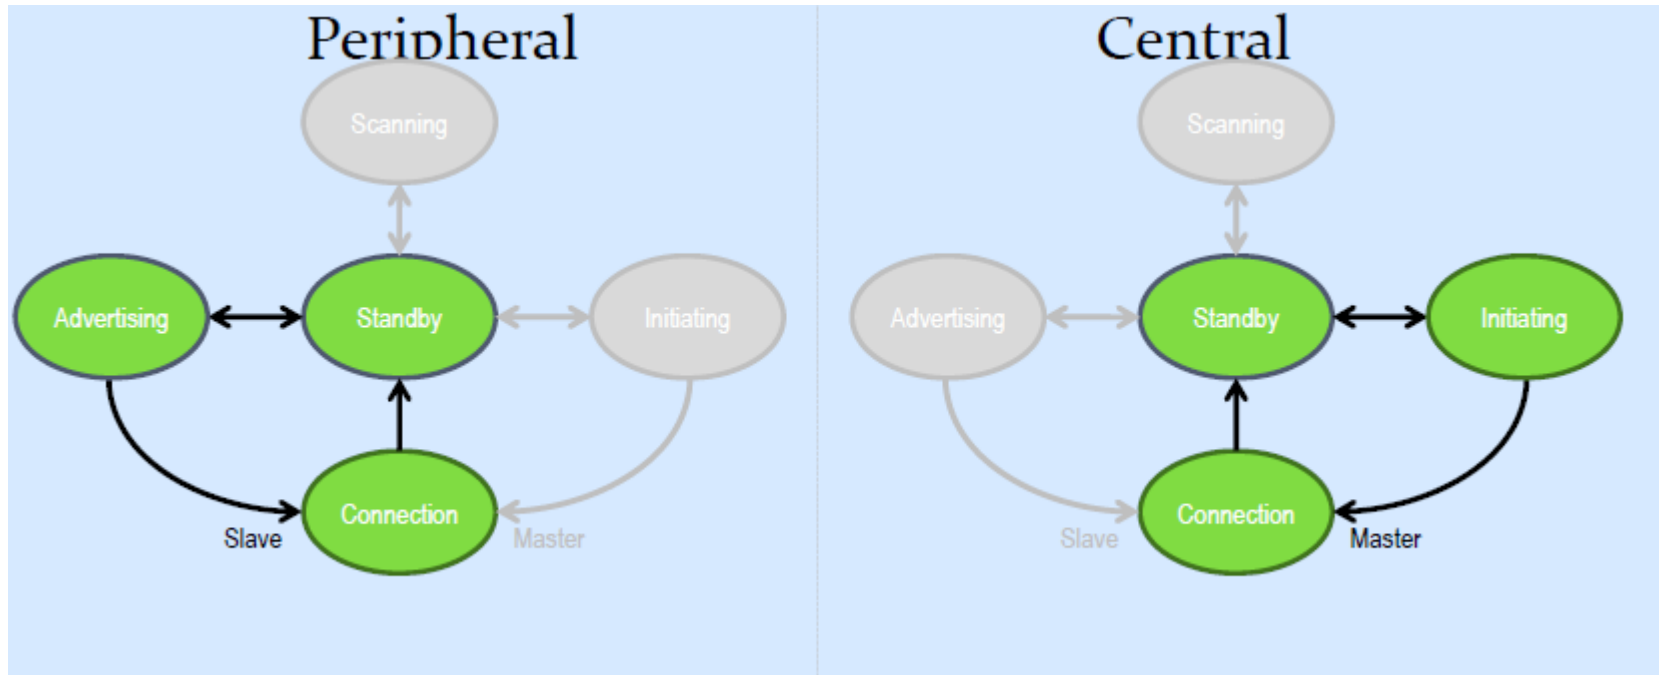 Peripheral
Scanning
Advertising
Standby
Initiating
Connection
Slave
Master
Central
Scanning
Advertising
Standby
Initiating
Connection
Slave
Master